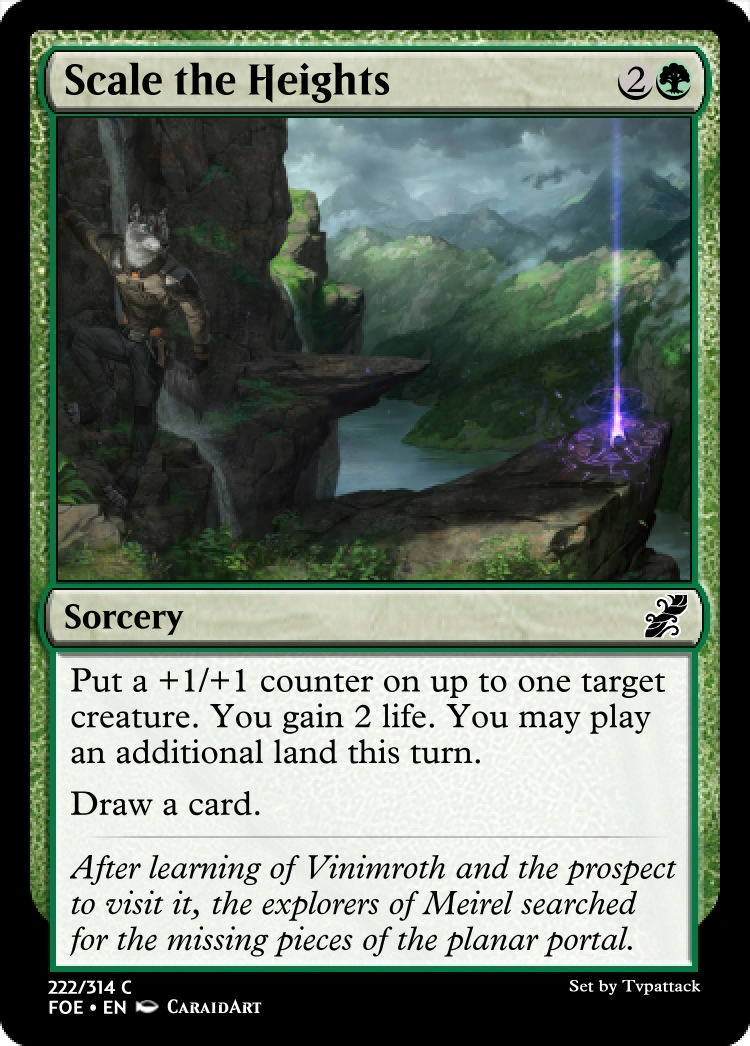 Scale the Heights 2
Sorcery
Put a +1/+1 counter on up to one target
creature. You gain 2 life. You may play
an additional land this turn.
Draw a card.
After learning of Vinimroth and the prospect
to visit it, the explorers of Meirel searched
for the missing pieces of the planar portal.
222/314 C
Set by Tvpattack
FOE • EN CaraidArt